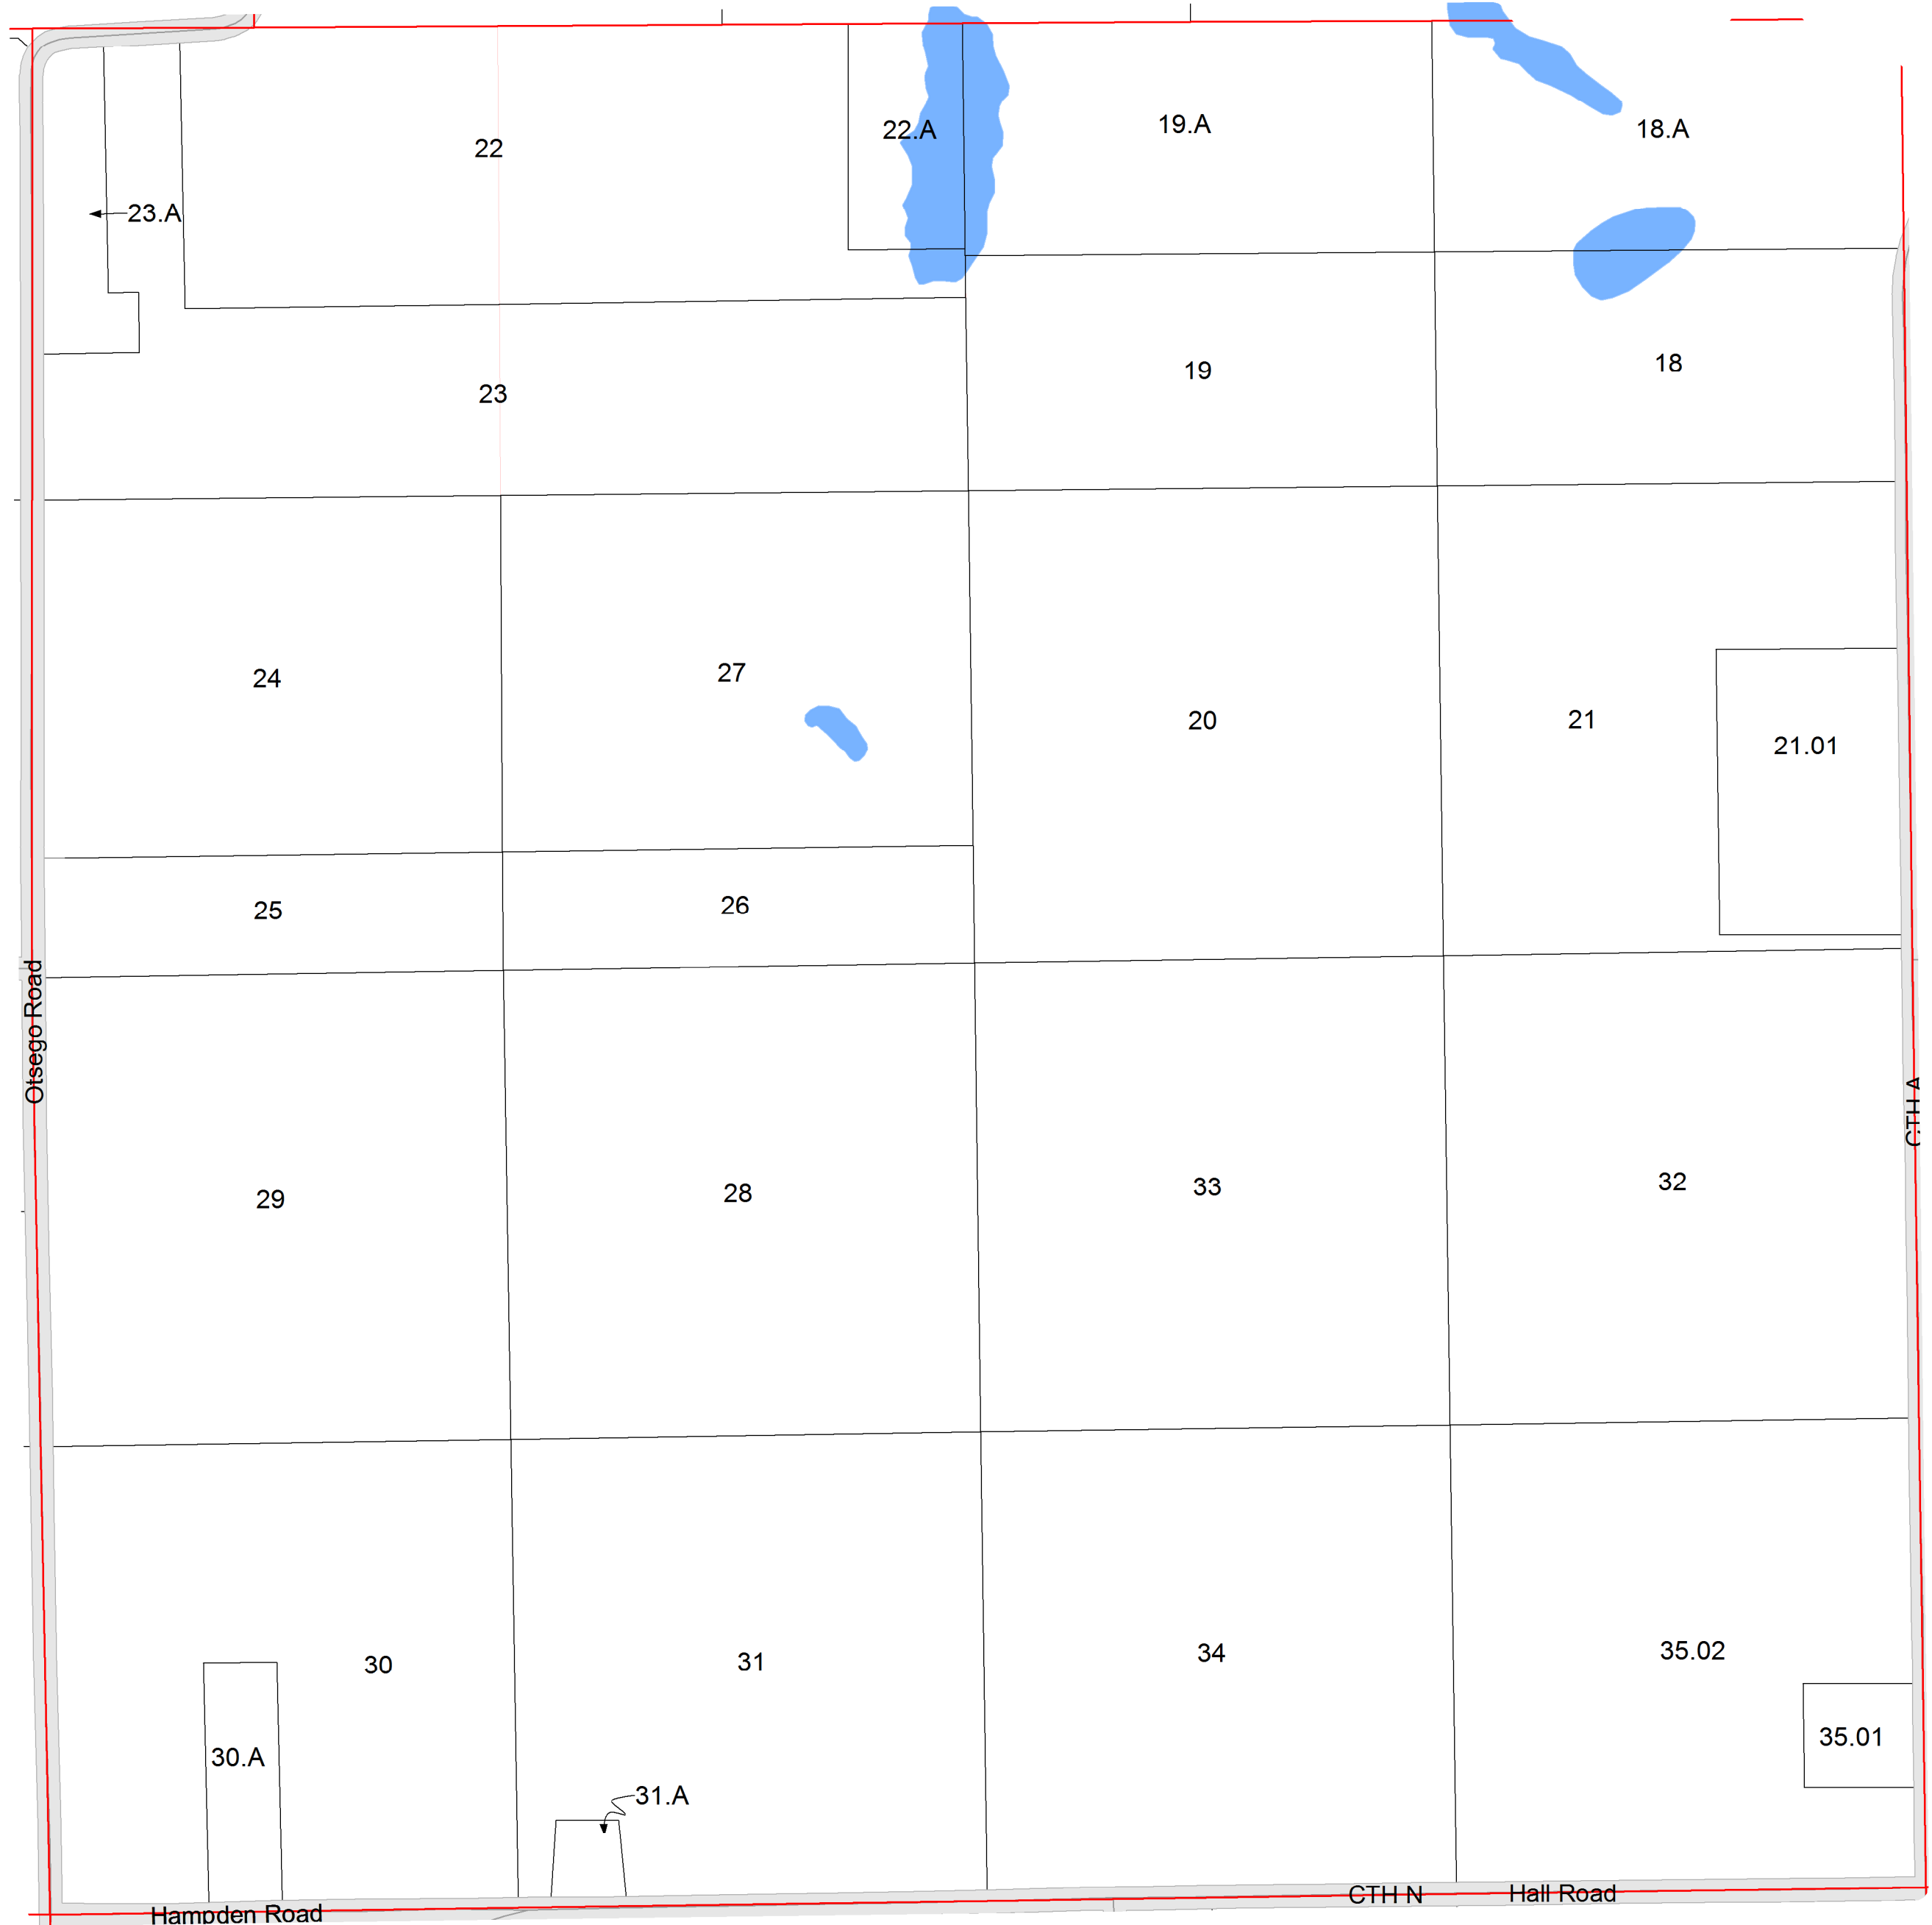 22
22.A
19.A
18.A
23.A
23
19
18
24
27
20
21
21.01
25
26
Otsego Road
CTH A
29
28
33
32
30
31
34
35.02
30.A
31.A
35.01
CTH N
Hall Road
Hampden Road